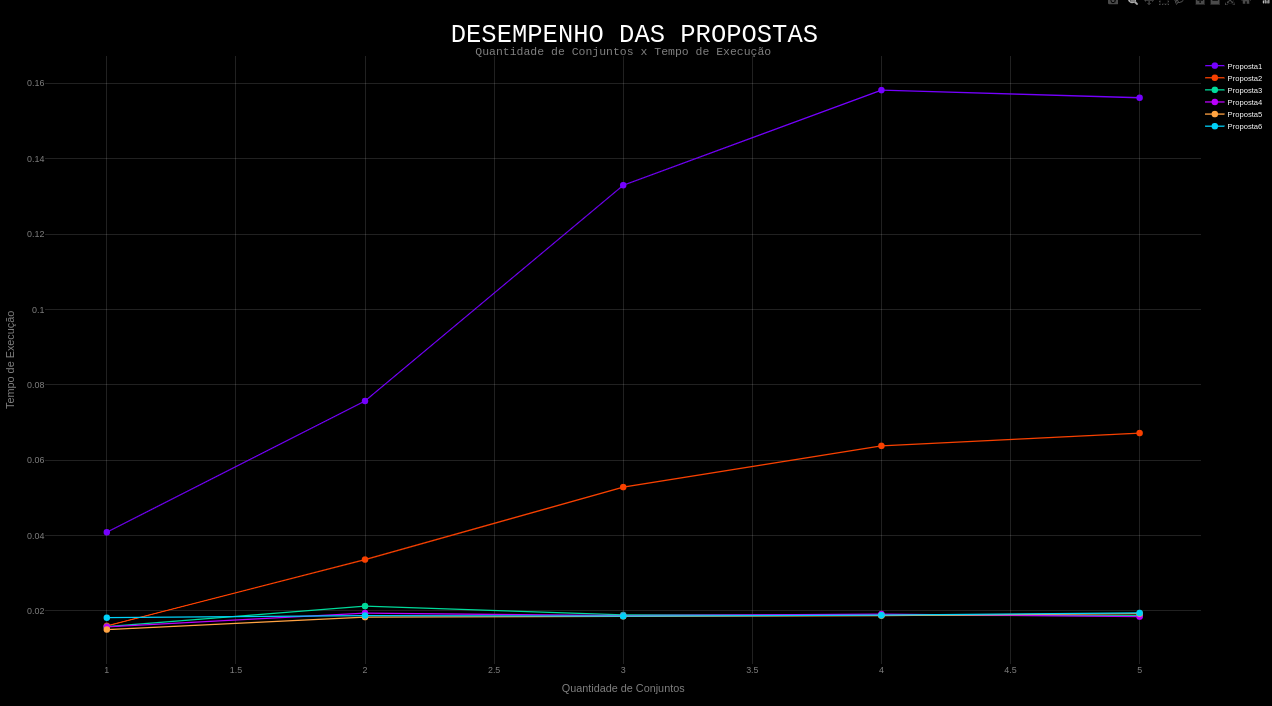 DESEMPENHO DAS PROPOSTAS
Quantidade de Conjuntos x Tempo de Execução
Proposta1
Proposta2
Proposta3
Proposta4
Proposta5
Proposta6
0.16
0.14
0.12
0.1
0.08
0.06
0.04
0.02
Tempo de Execução
1
1.5
2
2.5
3
3.5
4
4.5
5
Quantidade de Conjuntos